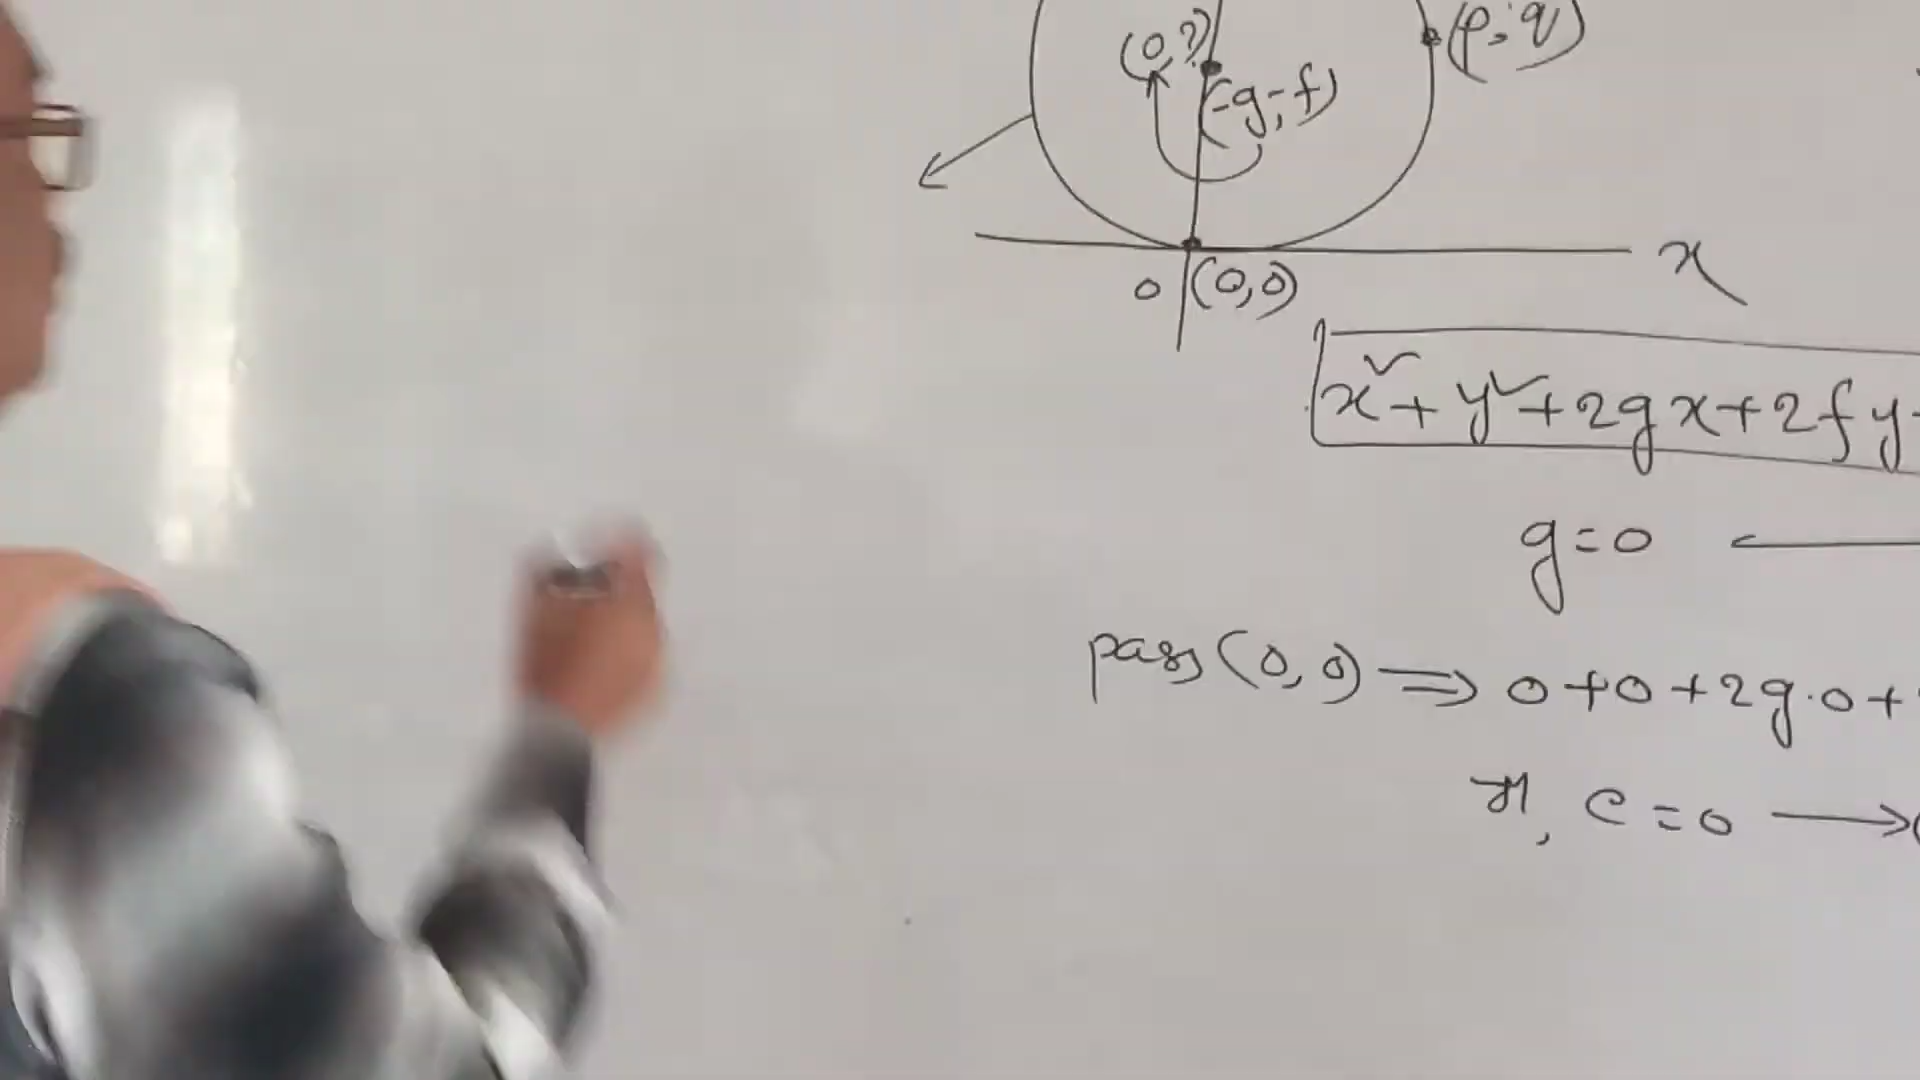 (0,?)
(p, q)
(-g,-f)
x
0 (0,0)
x²+y²+2gx+2fy+
g=0 ←
pass (0,0) ⇒ 0+0+2g.0+
c=0 →